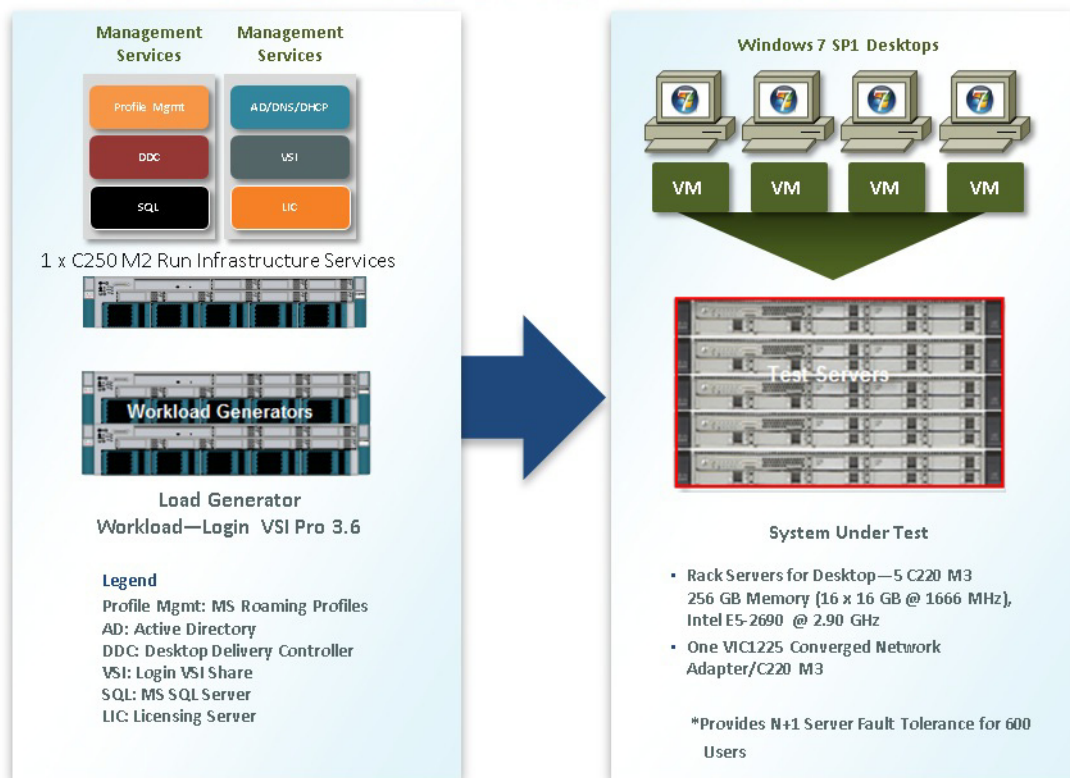 Management
Services
Management
Services
Profile Mgmt
AD/DNS/DHCP
DDC
VSI
SQL
LIC
1 x C250 M2 Run Infrastructure Services
Workload Generators
Load Generator
Workload—Login VSI Pro 3.6
Legend
Profile Mgmt: MS Roaming Profiles
AD: Active Directory
DDC: Desktop Delivery Controller
VSI: Login VSI Share
SQL: MS SQL Server
LIC: Licensing Server
Windows 7 SP1 Desktops
VM
VM
VM
VM
Test Servers
System Under Test
▪ Rack Servers for Desktop—5 C220 M3
256 GB Memory (16 x 16 GB @ 1666 MHz),
Intel E5-2690 @ 2.90 GHz
▪ One VIC1225 Converged Network
Adapter/C220 M3
*Provides N+1 Server Fault Tolerance for 600
Users